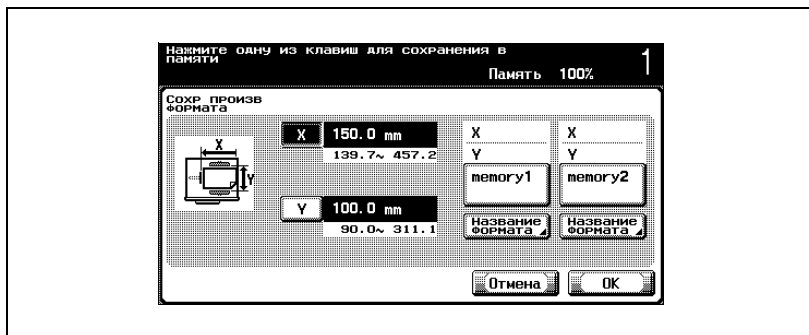 Нажмите одну из клавиш для сохранения в
памяти
Память 100% 1
Сохр произв
формата
X 150.0 mm
139.7~ 457.2
Y 100.0 mm
90.0~ 311.1
X
Y
X X
Y Y
memory1 memory2
Название Название
формата формата
Отмена OK